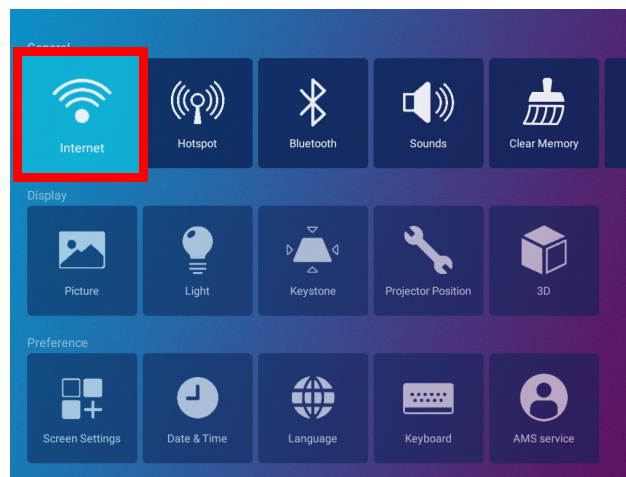 General
Internet
Hotspot
Bluetooth
Sounds
Clear Memory
Display
Picture
Light
Keystone
Projector Position
3D
Preference
Screen Settings
Date & Time
Language
Keyboard
AMS service